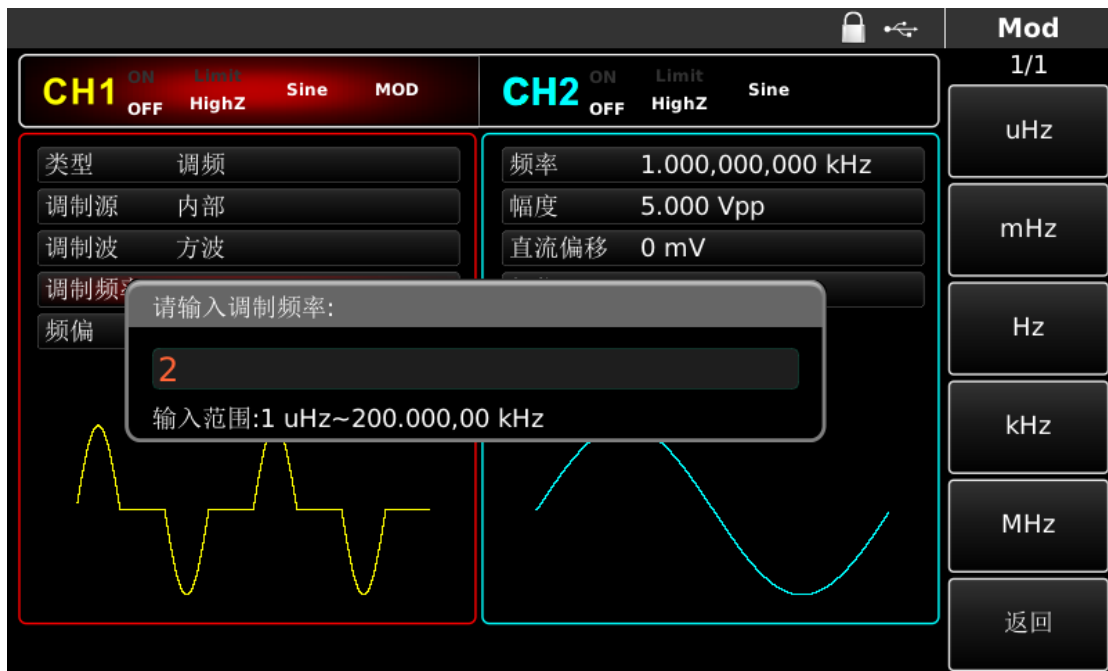 Mod
1/1
CH1 ON OFF Limit HighZ Sine MOD
CH2 ON OFF Limit HighZ Sine
类型 调频
调制源 内部
调制波 方波
调制频率
频偏
频率 1.000,000,000 kHz
幅度 5.000 Vpp
直流偏移 0 mV
请输入调制频率:
2
输入范围:1 uHz~200.000,00 kHz
uHz
mHz
Hz
kHz
MHz
返回